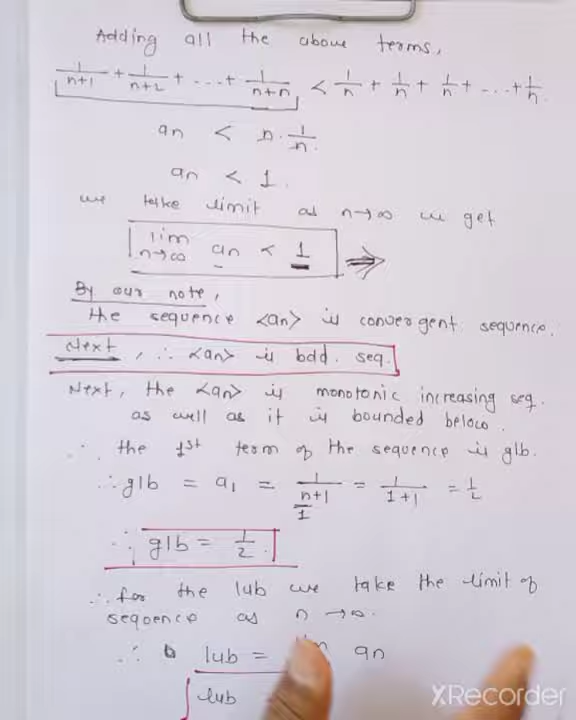 Adding all the above terms,
1/(n+1) + 1/(n+2) + ... + 1/(n+n) < 1/n + 1/n + 1/n + ... + 1/n.
an < n. 1/n.
an < 1.
we take limit as n→∞ we get
lim n→∞ an < 1 ⇒
By our note,
the sequence <an> is convergent sequence.
Next, ∴ <an> is bdd. seq.
Next, the <an> is monotonic increasing seq.
as well as it is bounded below.
∴ the 1st term of the sequence is glb.
∴ glb = a1 = 1/(n+1) = 1/(1+1) = 1/2
1
∴ glb = 1/2.
∴ for the lub we take the limit of
sequence as n→∞.
∴ lub = an
lub
XRecorder